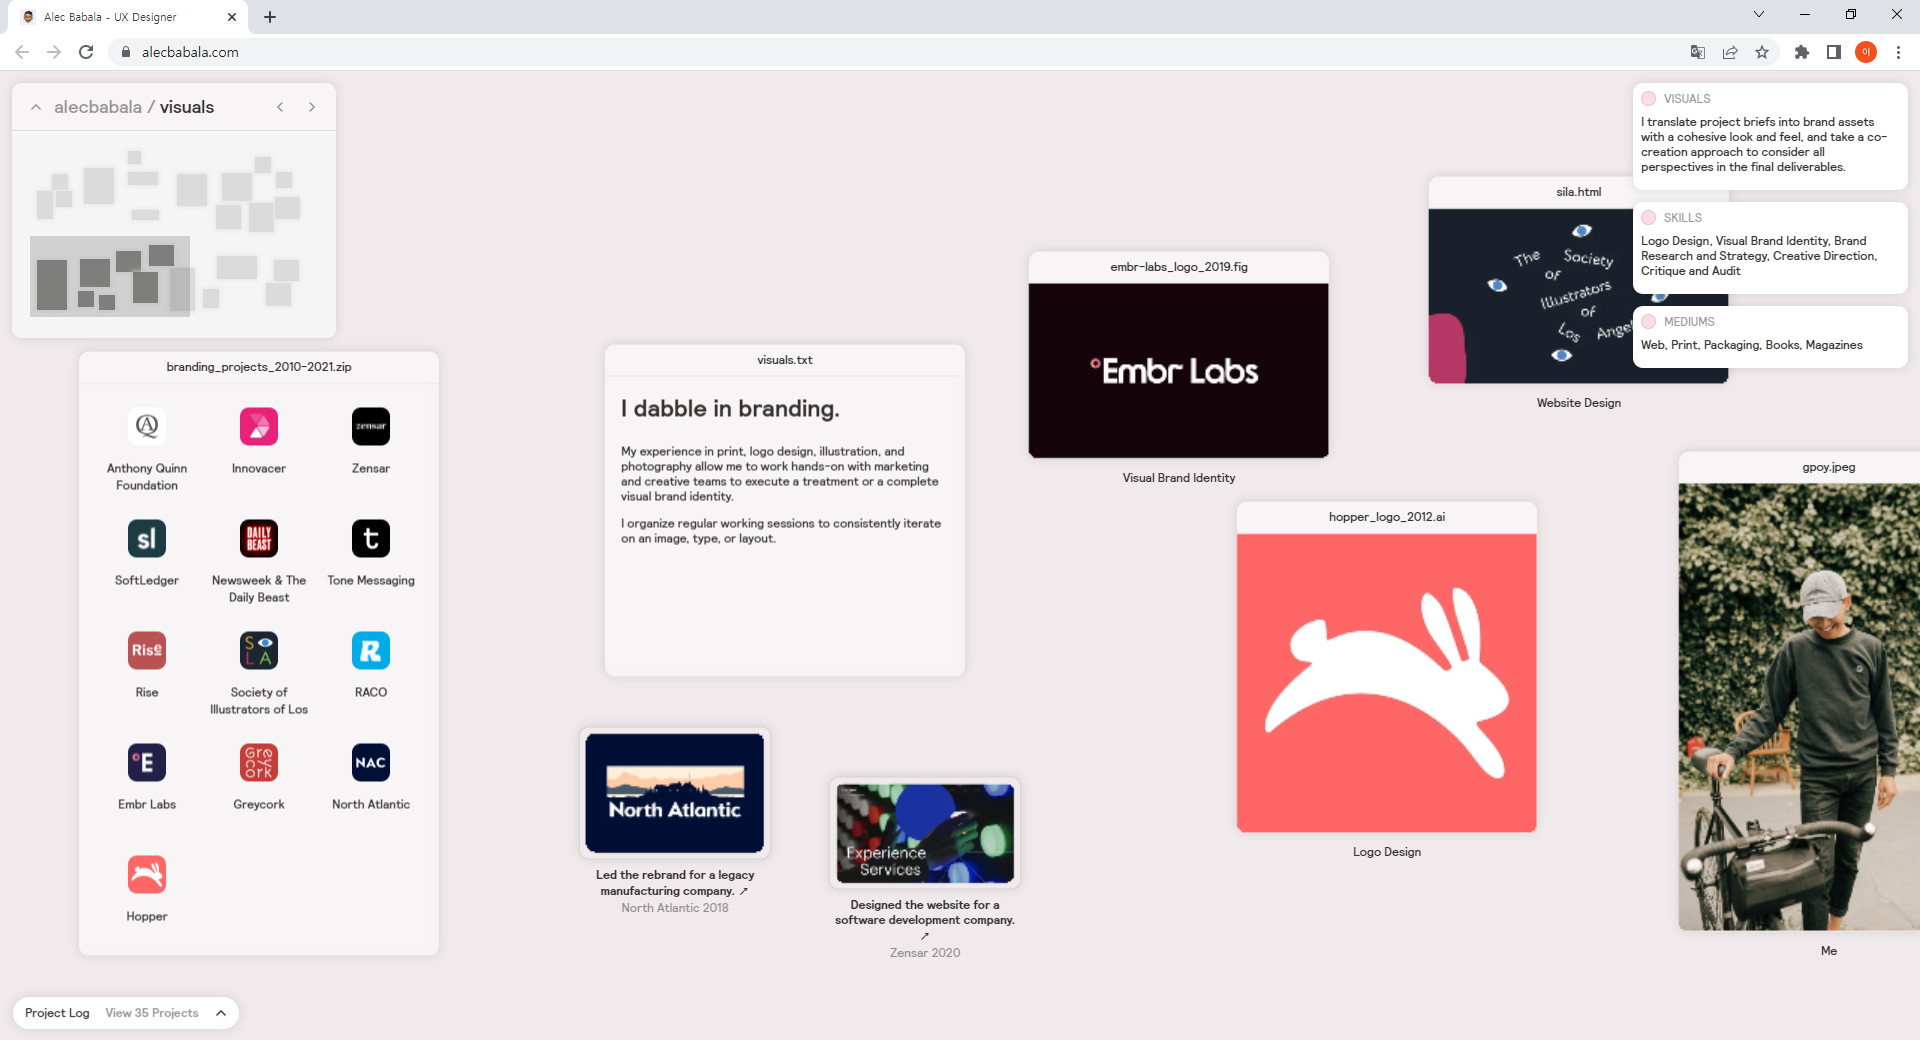 Alec Babala - UX Designer
alecbabala.com
이
alecbabala / visuals
VISUALS
I translate project briefs into brand assets
with a cohesive look and feel, and take a co-
creation approach to consider all
perspectives in the final deliverables.
SKILLS
Logo Design, Visual Brand Identity, Brand
Research and Strategy, Creative Direction,
Critique and Audit
MEDIUMS
Web, Print, Packaging, Books, Magazines
sila.html
The Society
of
Illustrators
of
Los Angel
Website Design
embr-labs_logo_2019.fig
Embr Labs
Visual Brand Identity
branding_projects_2010-2021.zip
AQ
zensar
Anthony Quinn
Foundation
Innovacer
Zensar
sl
DAILY
BEAST
t
SoftLedger
Newsweek & The
Daily Beast
Tone Messaging
Rise
S
LA
R
Rise
Society of
Illustrators of Los
RACO
°E
Gre
yc
ork
NAC
Embr Labs
Greycork
North Atlantic
Hopper
visuals.txt
I dabble in branding.
My experience in print, logo design, illustration, and
photography allow me to work hands-on with marketing
and creative teams to execute a treatment or a complete
visual brand identity.
I organize regular working sessions to consistently iterate
on an image, type, or layout.
North Atlantic
Led the rebrand for a legacy
manufacturing company. ↗
North Atlantic 2018
Experience
Services
Designed the website for a
software development company.
↗
Zensar 2020
hopper_logo_2012.ai
Logo Design
gpoy.jpeg
Me
Project Log View 35 Projects